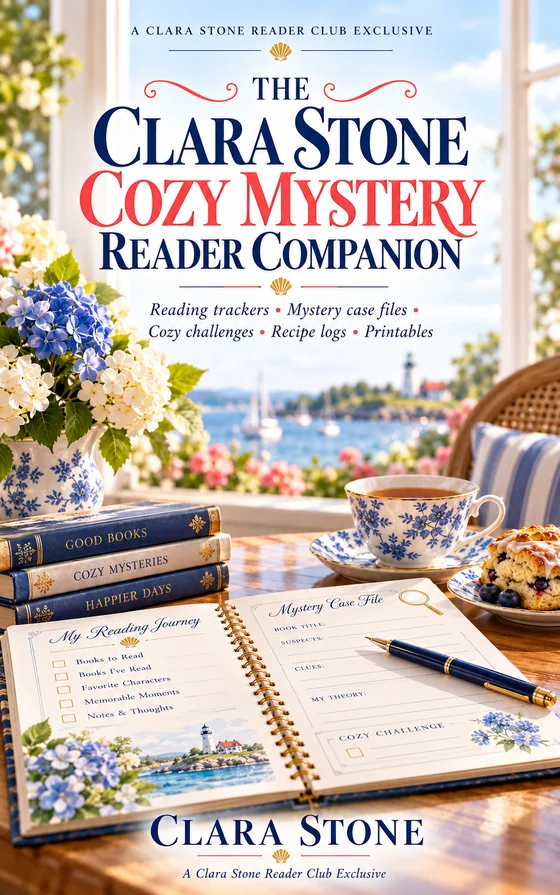 A CLARA STONE READER CLUB EXCLUSIVE
THE
CLARA STONE
COZY MYSTERY
READER COMPANION
Reading trackers • Mystery case files •
Cozy challenges • Recipe logs • Printables
GOOD BOOKS
COZY MYSTERIES
HAPPIER DAYS
My Reading Journey
Books to Read
Books I've Read
Favorite Characters
Memorable Moments
Notes & Thoughts
Mystery Case File
BOOK TITLE:
SUSPECTS:
CLUES:
MY THEORY:
COZY CHALLENGE
CLARA STONE
A Clara Stone Reader Club Exclusive